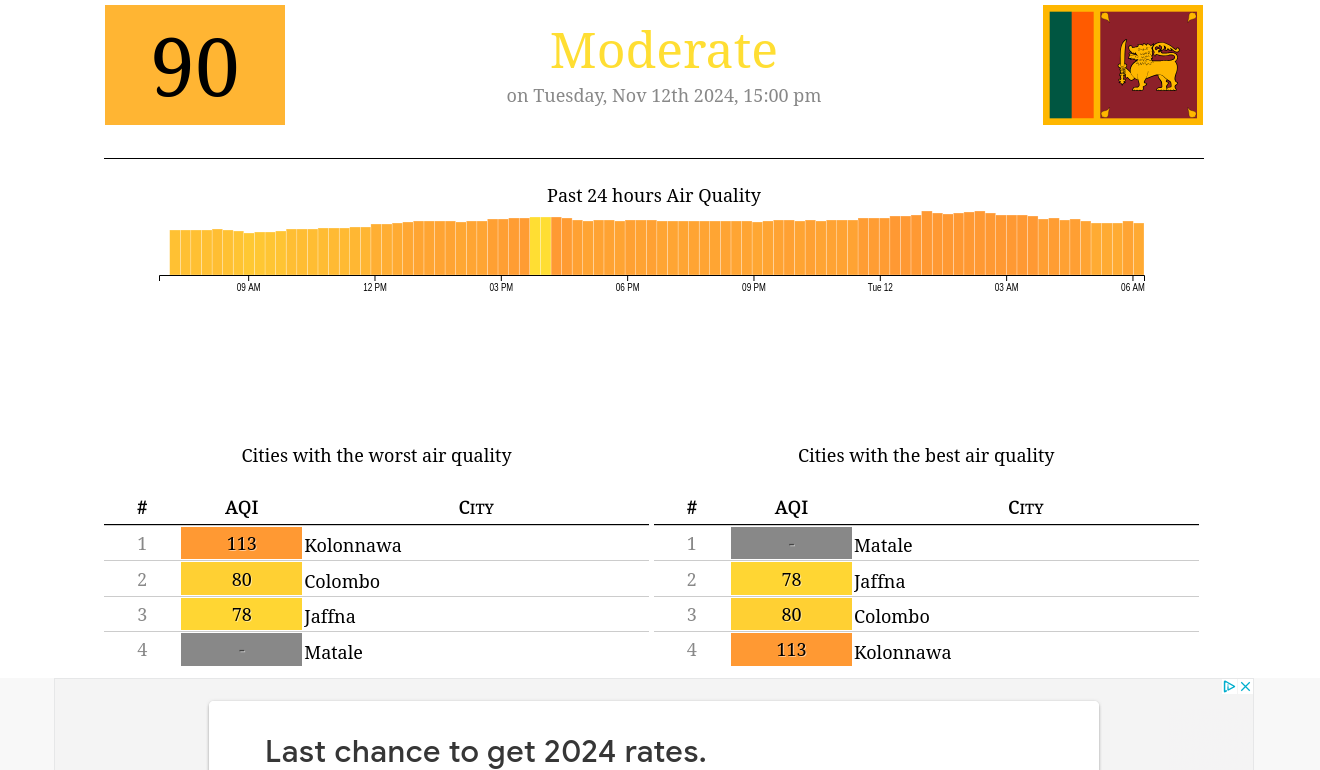 90
Moderate
on Tuesday, Nov 12th 2024, 15:00 pm
Past 24 hours Air Quality
09 AM 12 PM 03 PM 06 PM 09 PM Tue 12 03 AM 06 AM
Cities with the worst air quality
# AQI City
1 113 Kolonnawa
2 80 Colombo
3 78 Jaffna
4 - Matale
Cities with the best air quality
# AQI City
1 - Matale
2 78 Jaffna
3 80 Colombo
4 113 Kolonnawa
Last chance to get 2024 rates.